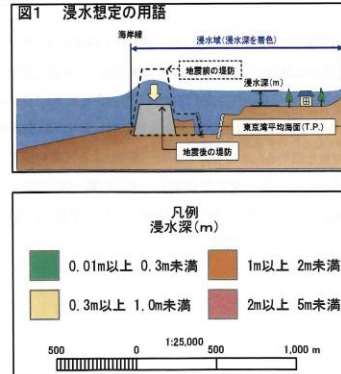 図1 浸水想定の用語
海岸線
浸水域(浸水深を着色)
地震前の堤防
浸水深(m)
東京湾平均海面(T.P.)
地震後の堤防
凡例
浸水深(m)
0.01m以上 0.3m未満
1m以上 2m未満
0.3m以上 1.0m未満
2m以上 5m未満
1:25,000
500 0 500 1,000 m